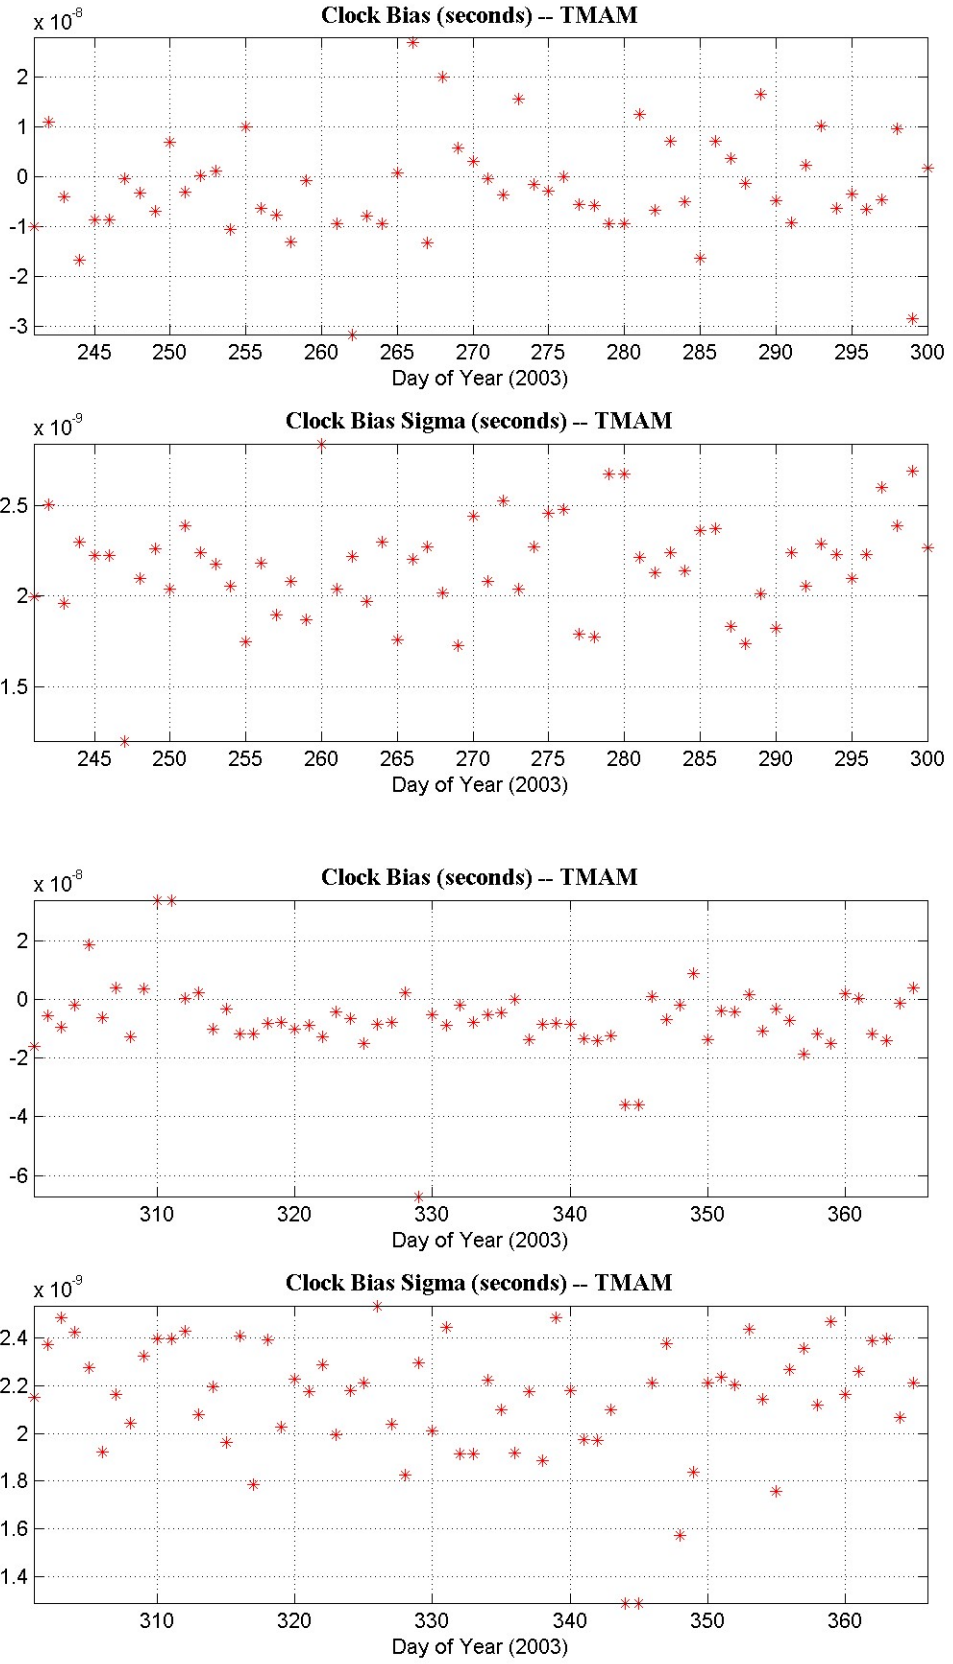 Clock Bias (seconds) -- TMAM
x 10-8
2
1
0
-1
-2
-3
245 250 255 260 265 270 275 280 285 290 295 300
Day of Year (2003)
Clock Bias Sigma (seconds) -- TMAM
x 10-9
2.5
2
1.5
245 250 255 260 265 270 275 280 285 290 295 300
Day of Year (2003)
Clock Bias (seconds) -- TMAM
x 10-8
2
0
-2
-4
-6
310 320 330 340 350 360
Day of Year (2003)
Clock Bias Sigma (seconds) -- TMAM
x 10-9
2.4
2.2
2
1.8
1.6
1.4
310 320 330 340 350 360
Day of Year (2003)